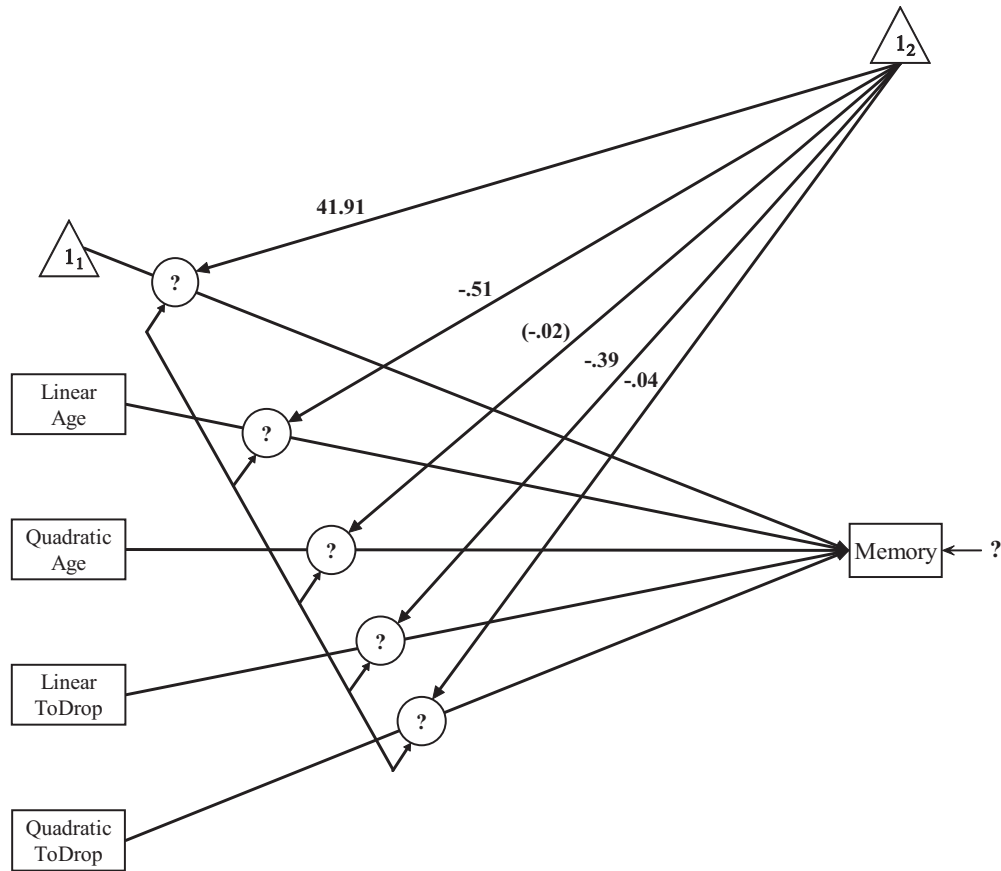 1₂
41.91
1₁
?
-.51
(-.02)
-.39
-.04
Linear
Age
?
Quadratic
Age
?
Memory
?
?
Linear
ToDrop
?
Quadratic
ToDrop